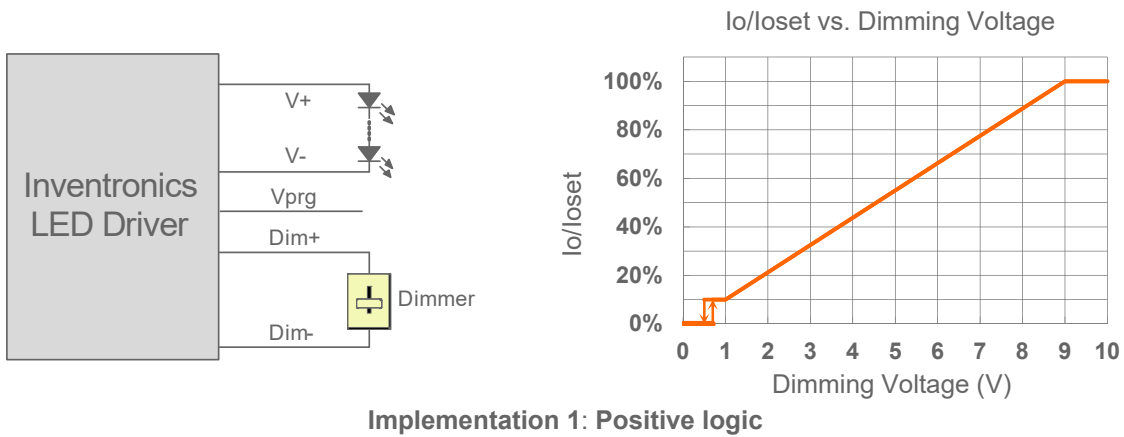 Inventronics
LED Driver
V+
V-
Vprg
Dim+
Dimmer
Dim-
Io/Ioset vs. Dimming Voltage
Io/Ioset
100%
80%
60%
40%
20%
0%
0 1 2 3 4 5 6 7 8 9 10
Dimming Voltage (V)
Implementation 1: Positive logic